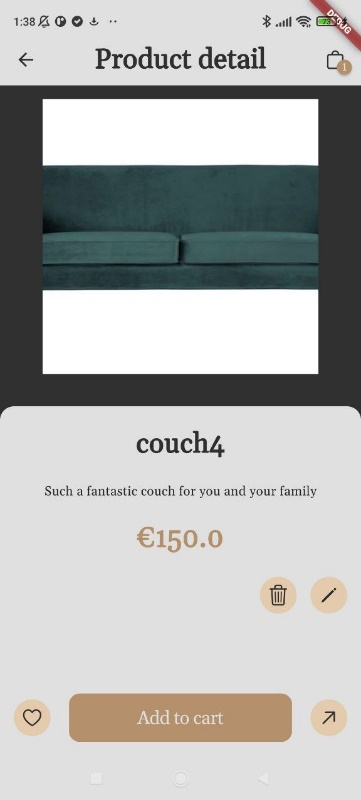 1:38
DEBUG
Product detail
1
couch4
Such a fantastic couch for you and your family
€150.0
Add to cart